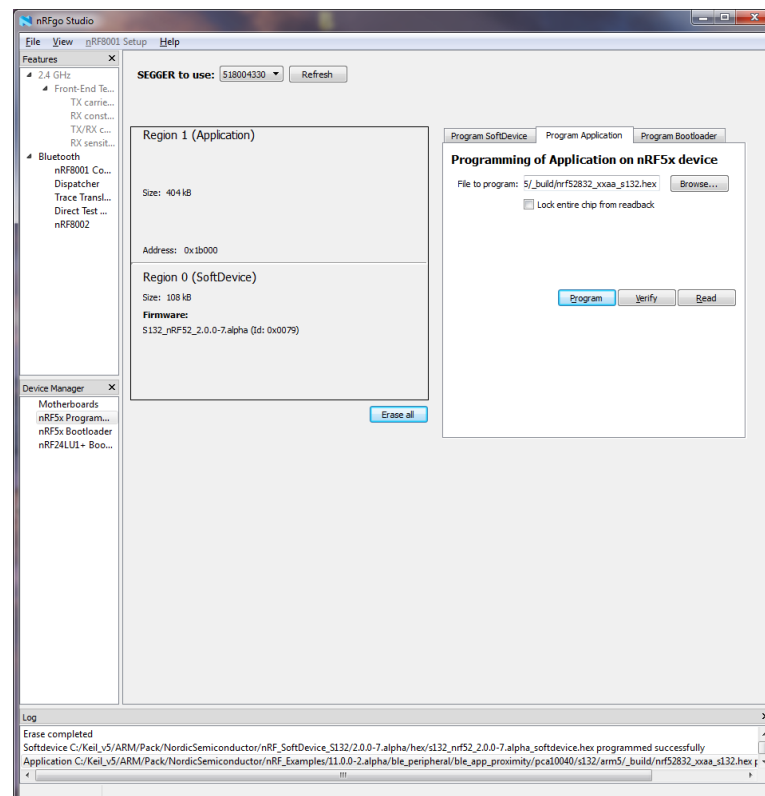 nRFgo Studio
File View nRF8001 Setup Help
Features X
2.4 GHz
Front-End Te...
TX carrie...
RX const...
TX/RX c...
RX sensit...
Bluetooth
nRF8001 Co...
Dispatcher
Trace Transl...
Direct Test ...
nRF8002
SEGGER to use: 518004330 Refresh
Region 1 (Application)
Size: 404 kB
Address: 0x1b000
Region 0 (SoftDevice)
Size: 108 kB
Firmware:
S132_nRF52_2.0.0-7.alpha (Id: 0x0079)
Erase all
Program SoftDevice Program Application Program Bootloader
Programming of Application on nRF5x device
File to program: 5/_build/nrf52832_xxaa_s132.hex Browse...
Lock entire chip from readback
Program Verify Read
Device Manager X
Motherboards
nRF5x Program...
nRF5x Bootloader
nRF24LU1+ Boo...
Log
Erase completed
Softdevice C:/Keil_v5/ARM/Pack/NordicSemiconductor/nRF_SoftDevice_S132/2.0.0-7.alpha/hex/s132_nrf52_2.0.0-7.alpha_softdevice.hex programmed successfully
Application C:/Keil_v5/ARM/Pack/NordicSemiconductor/nRF_Examples/11.0.0-2.alpha/ble_peripheral/ble_app_proximity/pca10040/s132/arm5/_build/nrf52832_xxaa_s132.hex p